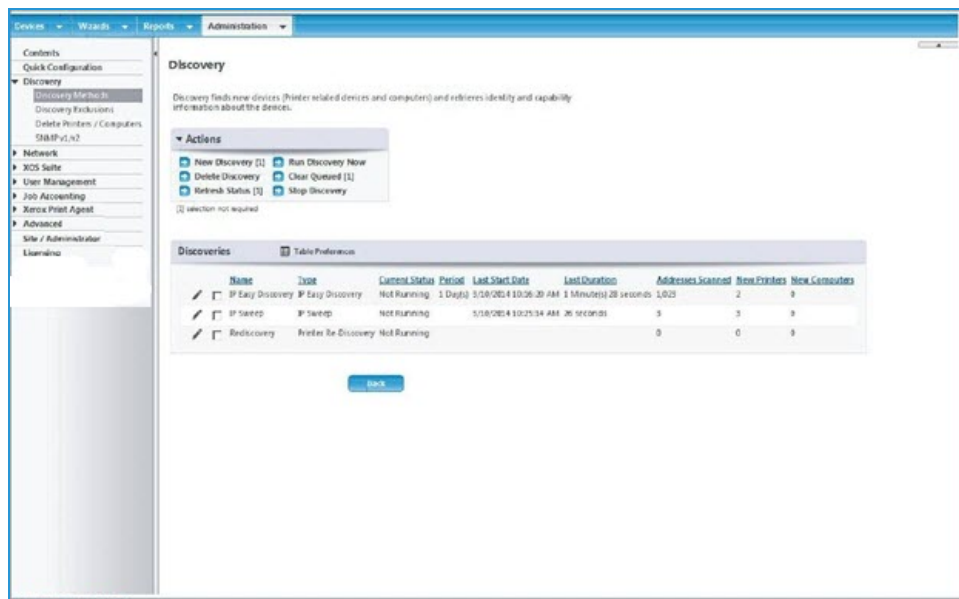 Devices Wizards Reports Administration
Contents
Quick Configuration
Discovery
Discovery Methods
Discovery Exclusions
Delete Printers / Computers
SNMP v1/v2
Network
XOS Suite
User Management
Job Accounting
Xerox Print Agent
Advanced
Site / Administrator
Licensing
Discovery
Discovery finds new devices (Printer related devices and computers) and retrieves identity and capability
information about the devices.
Actions
New Discovery [1] Run Discovery Now
Delete Discovery Clear Queued [1]
Refresh Status [1] Stop Discovery
[1] selection not required
Discoveries Table Preferences
Name Type Current Status Period Last Start Date Last Duration Addresses Scanned New Printers New Computers
IP Easy Discovery IP Easy Discovery Not Running 1 Day(s) 5/10/2014 10:16:20 AM 1 Minute(s) 28 seconds 1,025 2 0
IP Sweep IP Sweep Not Running 5/10/2014 AM 26 seconds 3 3 0
Rediscovery Printer Re-Discovery Not Running 0 0 0
Back